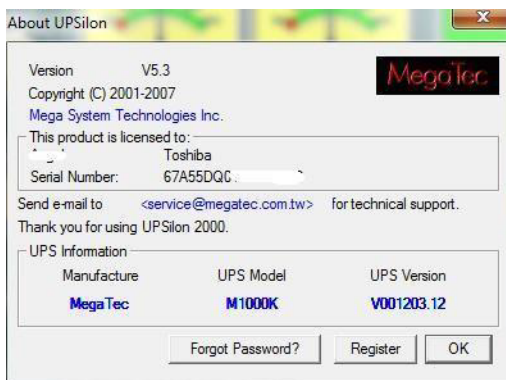 About UPSilon
Version V5.3
MegaTec
Copyright (C) 2001-2007
Mega System Technologies Inc.
This product is licensed to:
Toshiba
Serial Number: 67A55DQC
Send e-mail to <service@megatec.com.tw> for technical support.
Thank you for using UPSilon 2000.
UPS Information
Manufacture UPS Model UPS Version
MegaTec M1000K V001203.12
Forgot Password? Register OK